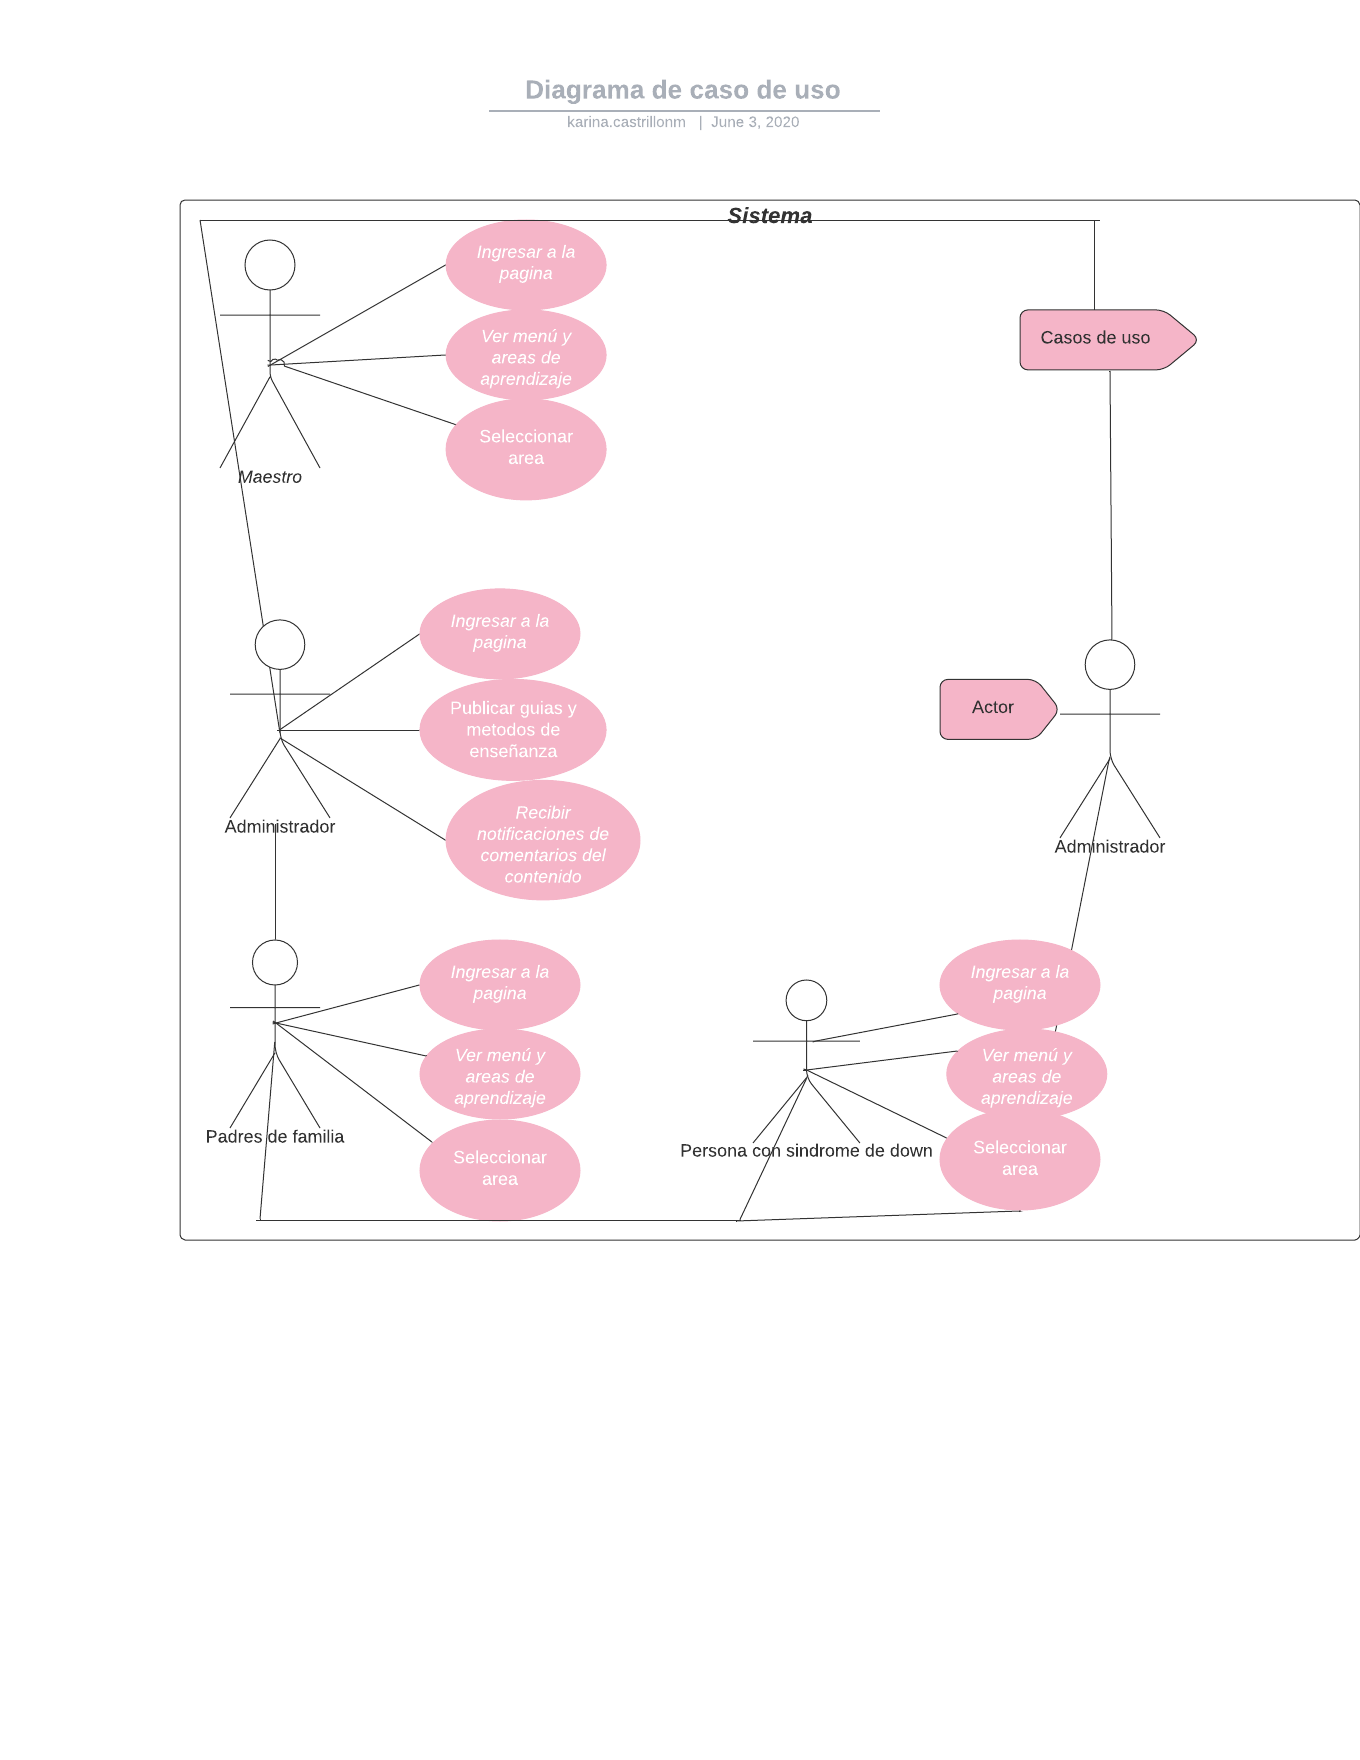 Diagrama de caso de uso
karina.castrillonm | June 3, 2020
Sistema
Ingresar a la
pagina
Ver menú y
areas de
aprendizaje
Seleccionar
area
Maestro
Casos de uso
Ingresar a la
pagina
Publicar guias y
metodos de
enseñanza
Recibir
notificaciones de
comentarios del
contenido
Administrador
Actor
Administrador
Ingresar a la
pagina
Ver menú y
areas de
aprendizaje
Seleccionar
area
Padres de familia
Ingresar a la
pagina
Ver menú y
areas de
aprendizaje
Seleccionar
area
Persona con sindrome de down